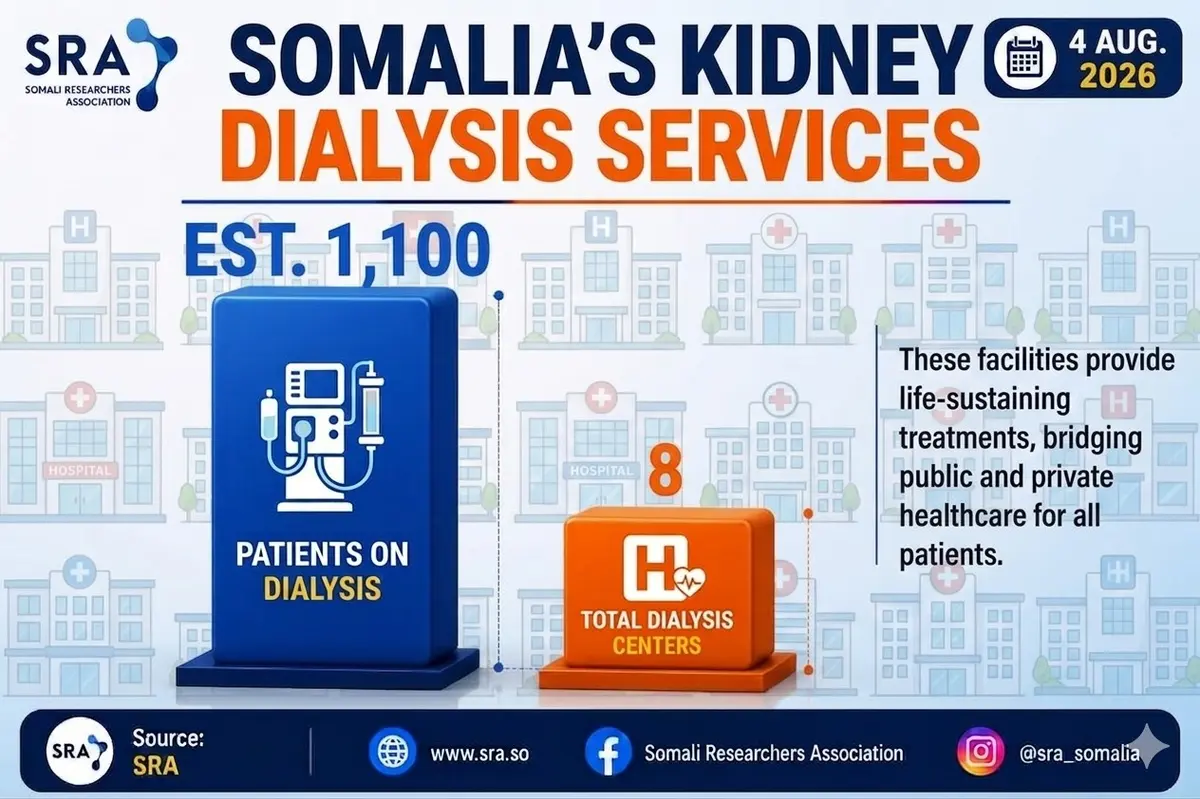 SRA
SOMALI RESEARCHERS
ASSOCIATION
SOMALIA'S KIDNEY
DIALYSIS SERVICES
4 AUG.
2026
EST. 1,100
PATIENTS ON
DIALYSIS
8
H
TOTAL DIALYSIS
CENTERS
These facilities provide
life-sustaining
treatments, bridging
public and private
healthcare for all
patients.
H
H
H
HOSPITAL
HOSPITAL
H
SRA
Source:
SRA
www.sra.so
Somali Researchers Association
@sra_somalia